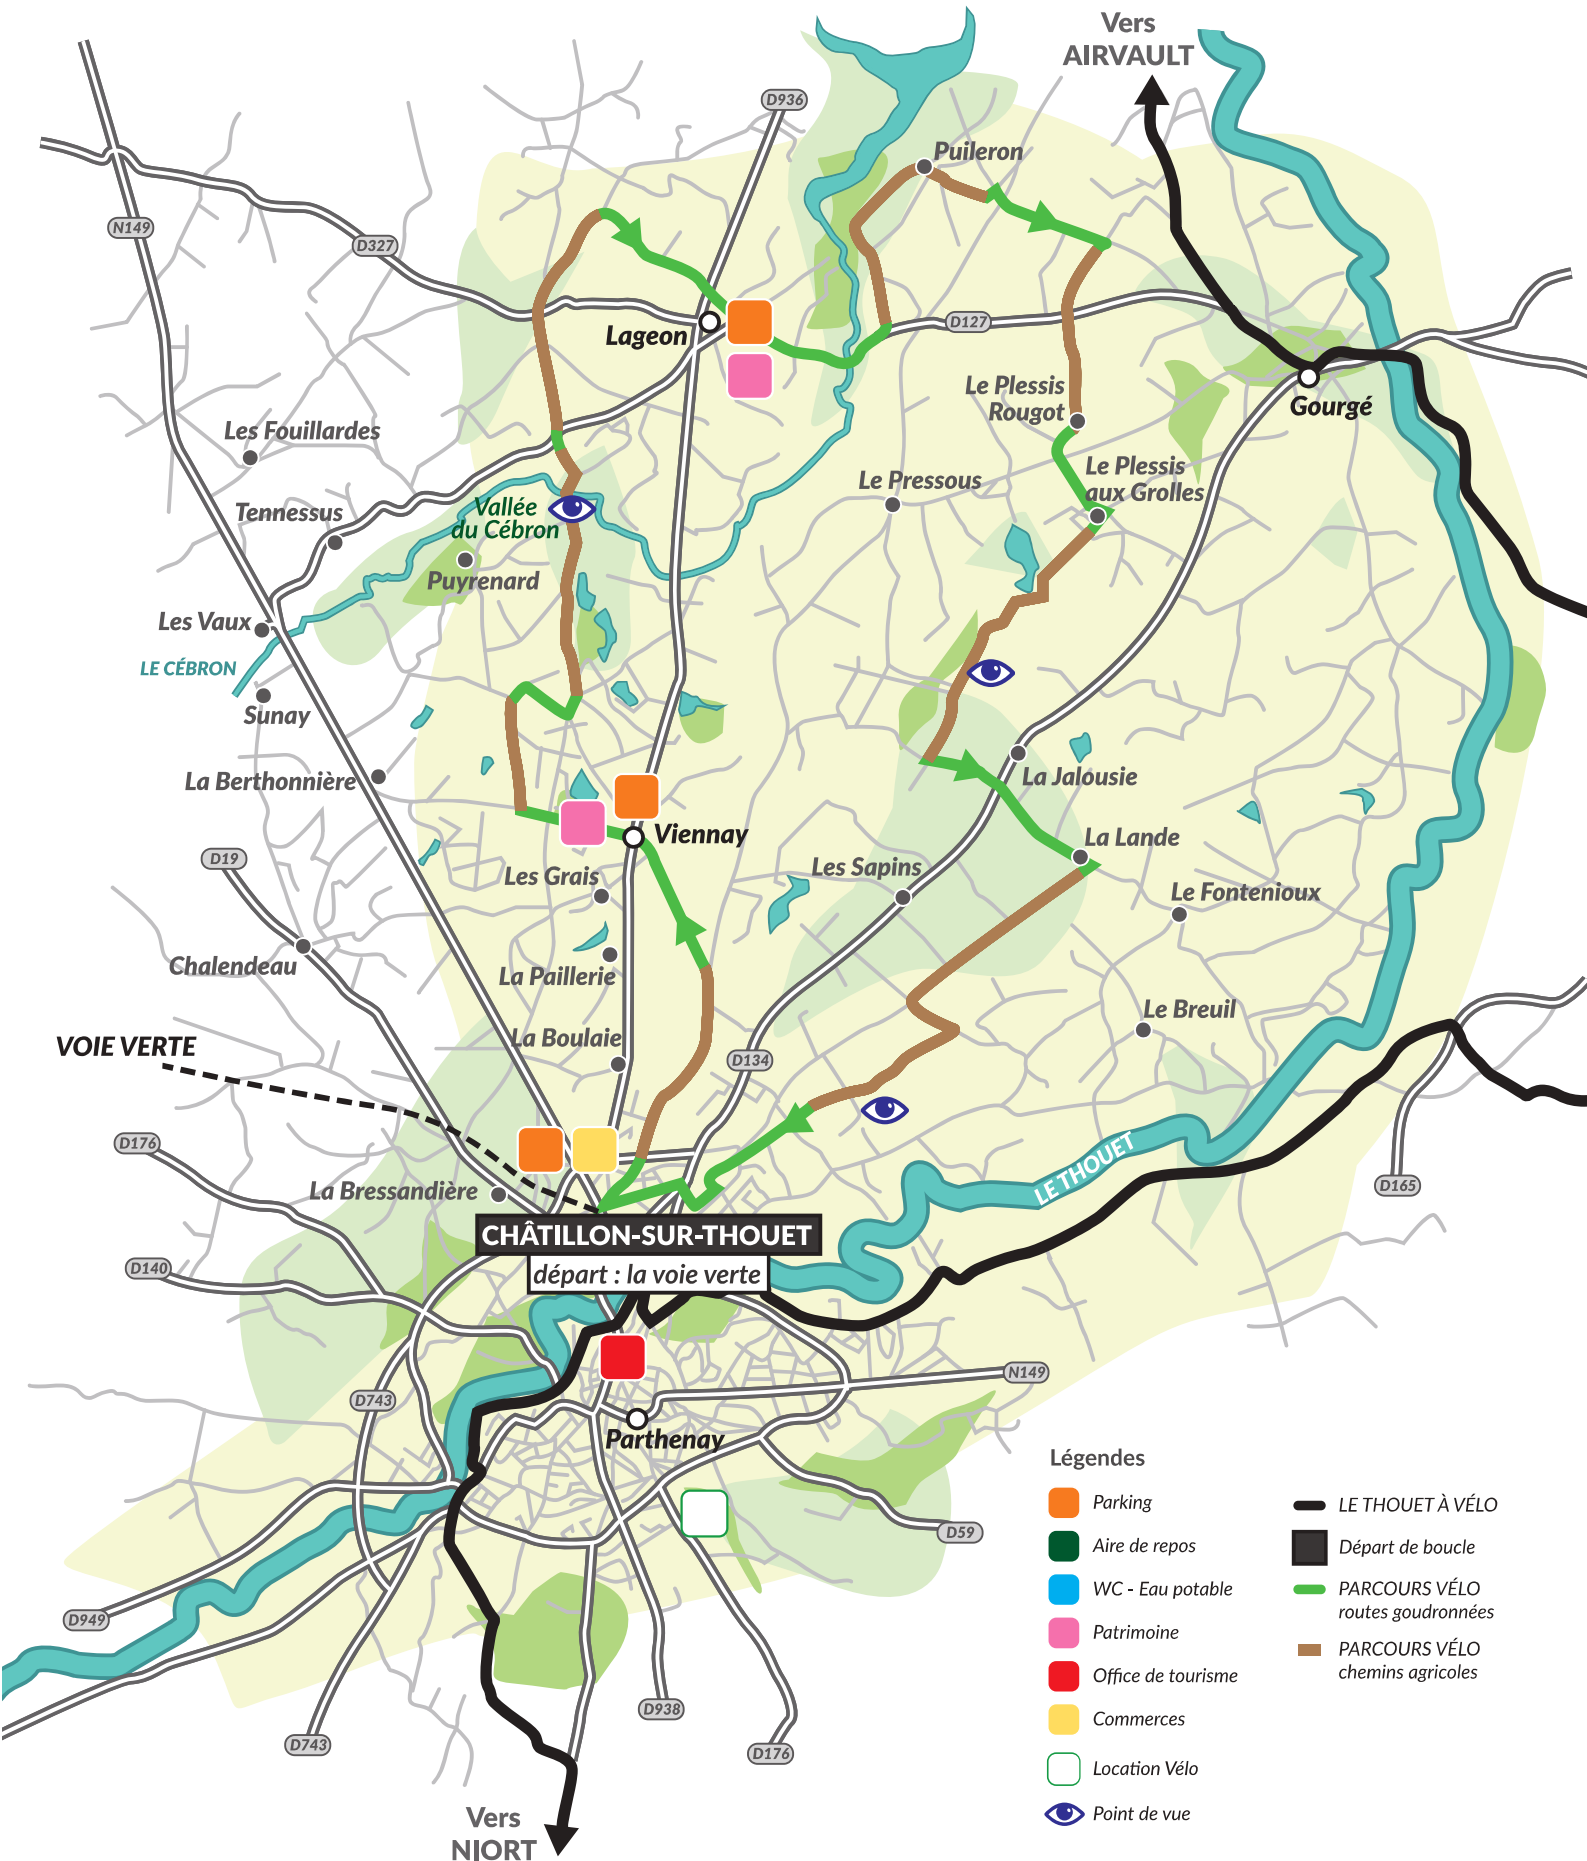 Vers
AIRVAULT
D936
Puileron
N149
D327
Lageon
D127
Le Plessis
Rougot
Gourgé
Les Fouillardes
Le Plessis
aux Grolles
Le Pressous
Tennessus
Vallée
du Cébron
Puyrenard
Les Vaux
LE CÉBRON
Sunay
La Berthonnière
La Jalousie
Viennay
La Lande
D19
Les Grais
Les Sapins
Le Fontenioux
Chalendeau
La Paillerie
Le Breuil
VOIE VERTE
La Boulaie
D134
D176
LE THOUET
D165
La Bressandière
CHÂTILLON-SUR-THOUET
départ : la voie verte
D140
D743
N149
Parthenay
D59
D949
D743
D938
D176
Vers
NIORT
Légendes
Parking
Aire de repos
WC - Eau potable
Patrimoine
Office de tourisme
Commerces
Location Vélo
Point de vue
LE THOUET À VÉLO
Départ de boucle
PARCOURS VÉLO
routes goudronnées
PARCOURS VÉLO
chemins agricoles